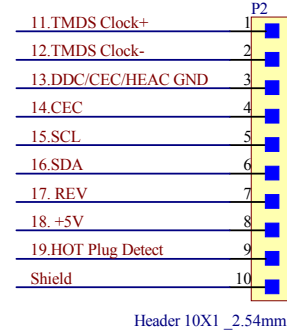 P2
11.TMDS Clock+ 1
12.TMDS Clock- 2
13.DDC/CEC/HEAC GND 3
14.CEC 4
15.SCL 5
16.SDA 6
17. REV 7
18. +5V 8
19.HOT Plug Detect 9
Shield 10
Header 10X1 _2.54mm